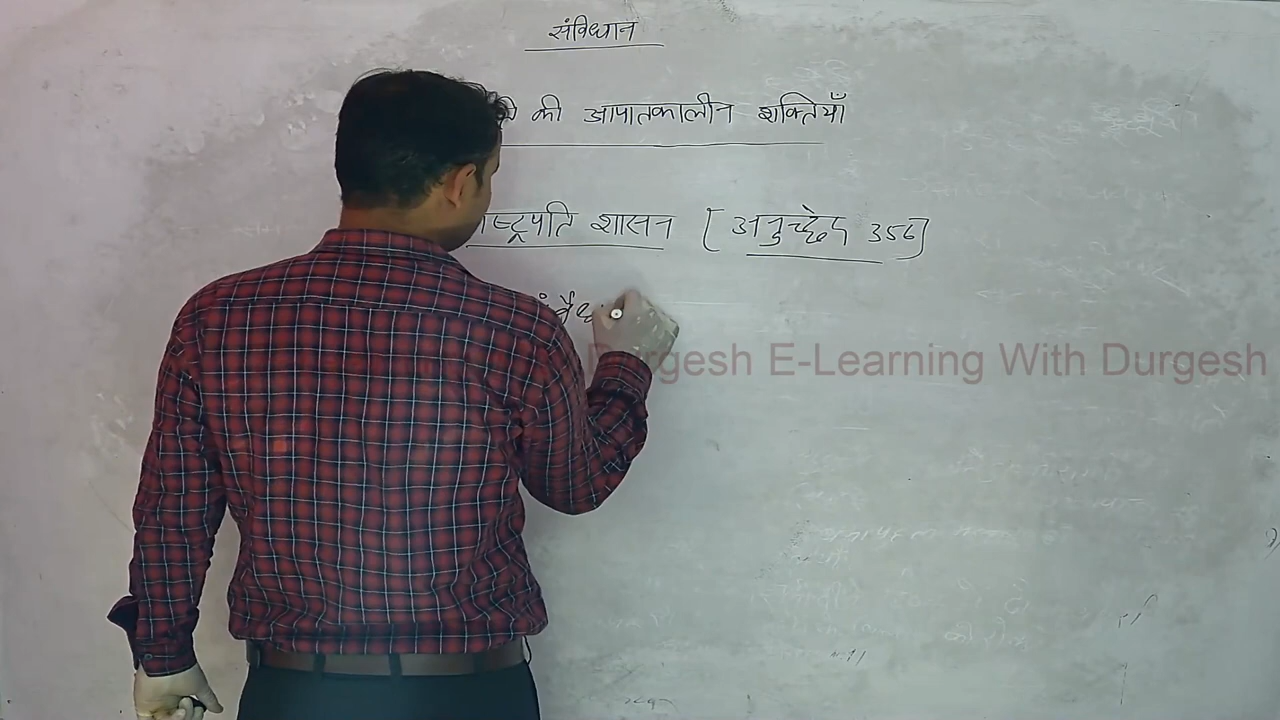 संविधान
की आपातकालीन शक्तियाँ
राष्ट्रपति शासन [अनुच्छेद 356]
Durgesh E-Learning With Durgesh